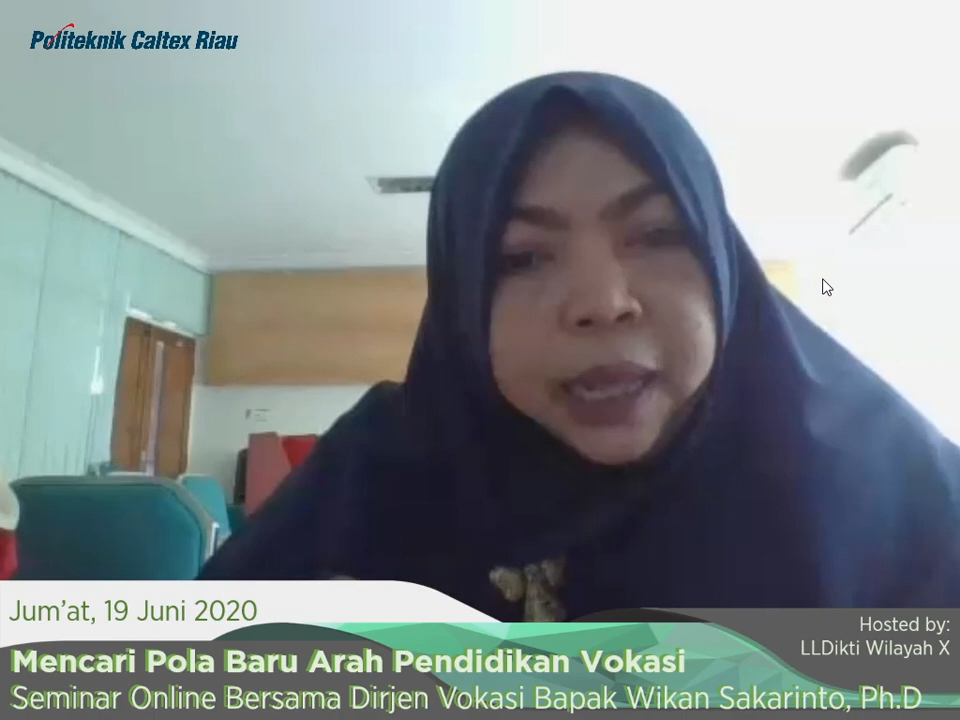 Politeknik Caltex Riau
Jum'at, 19 Juni 2020
Hosted by:
LLDikti Wilayah X
Mencari Pola Baru Arah Pendidikan Vokasi
Seminar Online Bersama Dirjen Vokasi Bapak Wikan Sakarinto, Ph.D